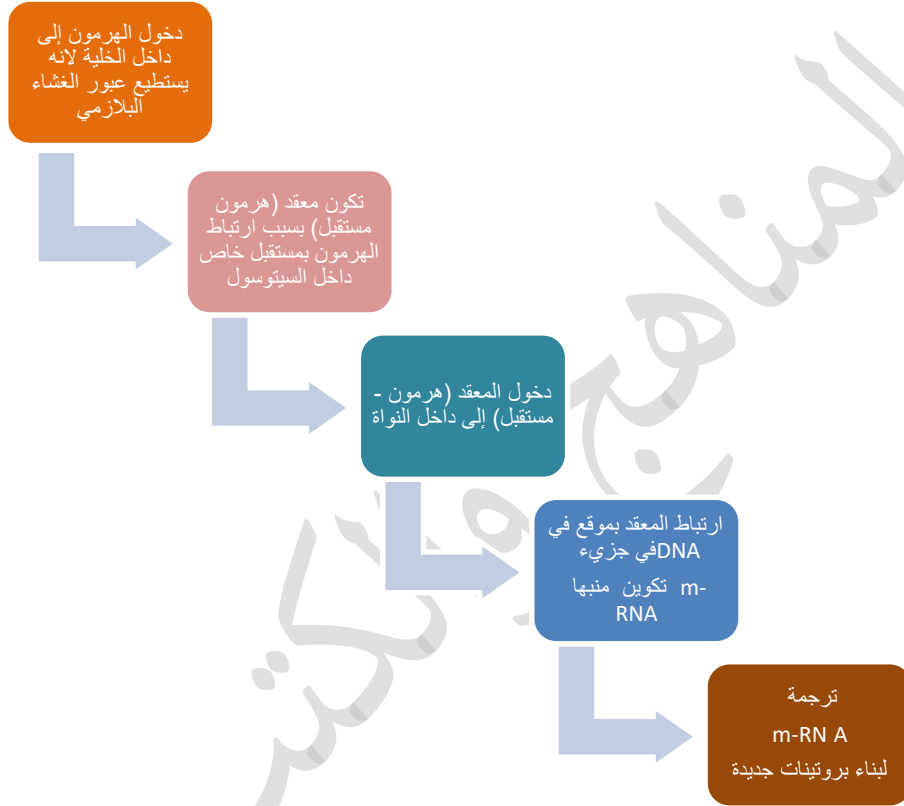 دخول الهرمون إلى
داخل الخلية لانه
يستطيع عبور الغشاء
البلازمي
تكون معقد (هرمون
مستقبل) بسبب ارتباط
الهرمون بمستقبل خاص
داخل السيتوسول
دخول المعقد (هرمون -
مستقبل) إلى داخل النواة
ارتباط المعقد بموقع في
DNAفي جزيء
m- تكوين منبها
RNA
ترجمة
m-RN A
لبناء بروتينات جديدة
المناهج والكتب